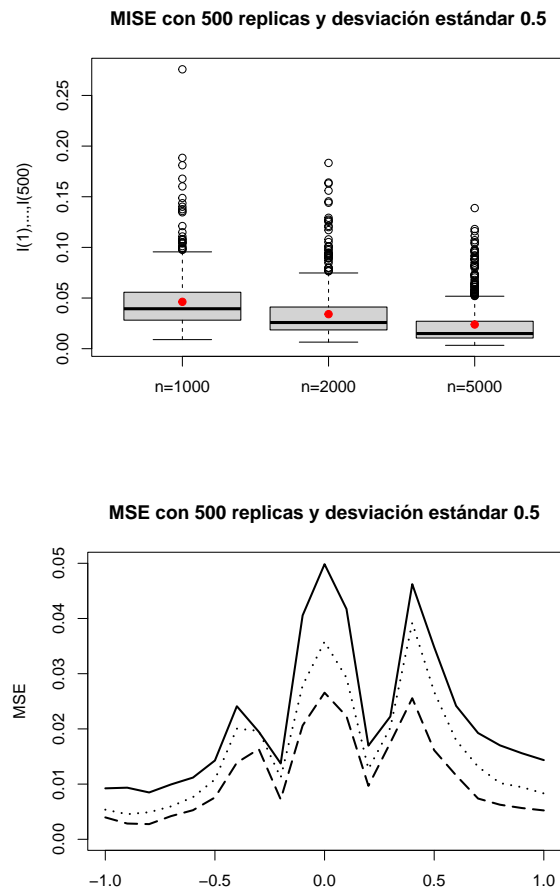 MISE con 500 replicas y desviación estándar 0.5
I(1),...,I(500)
0.25
0.20
0.15
0.10
0.05
0.00
n=1000 n=2000 n=5000
MSE con 500 replicas y desviación estándar 0.5
MSE
0.05
0.04
0.03
0.02
0.01
0.00
−1.0 −0.5 0.0 0.5 1.0